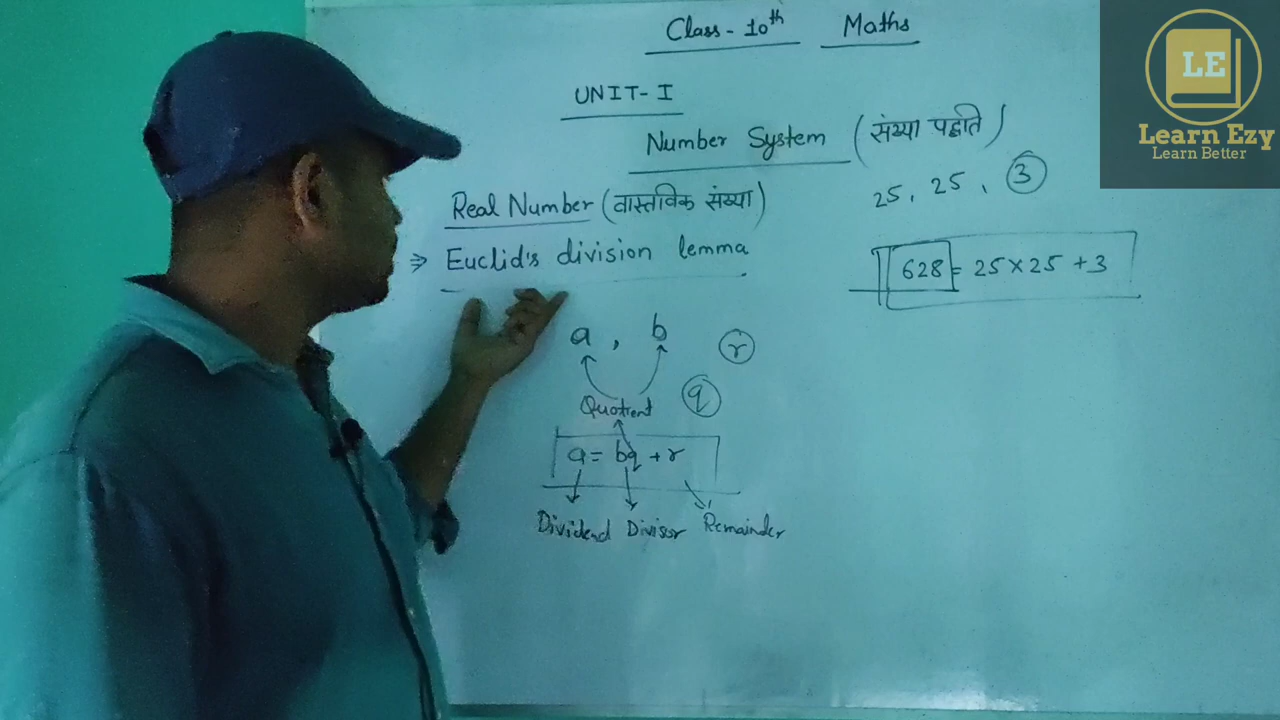 Class - 10th Maths
UNIT - I
Number System (संख्या पद्धति)
25, 25, 3
Real Number (वास्तविक संख्या)
⇒ Euclid's division lemma
628 = 25×25 +3
a, b
r
Quotient q
a = bq + r
Dividend Divisor Remainder
LE
Learn Ezy
Learn Better